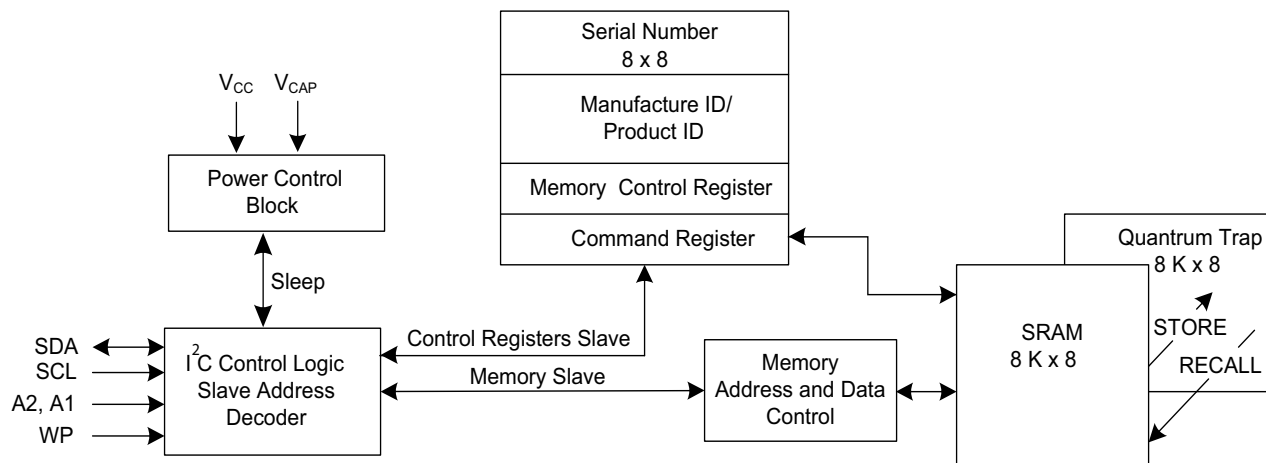 Serial Number
8 x 8
Manufacture ID/
Product ID
Memory Control Register
Command Register
VCC VCAP
Power Control
Block
Sleep
Quantrum Trap
8 K x 8
SRAM
8 K x 8
STORE
RECALL
SDA
SCL
A2, A1
WP
I2C Control Logic
Slave Address
Decoder
Control Registers Slave
Memory Slave
Memory
Address and Data
Control